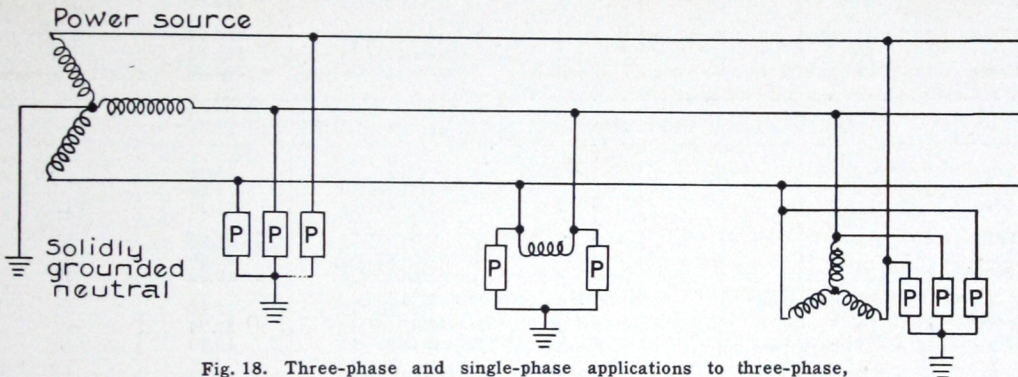 Power source
Solidly
grounded
neutral
P P P
P P
P P P
Fig. 18. Three-phase and single-phase applications to three-phase,